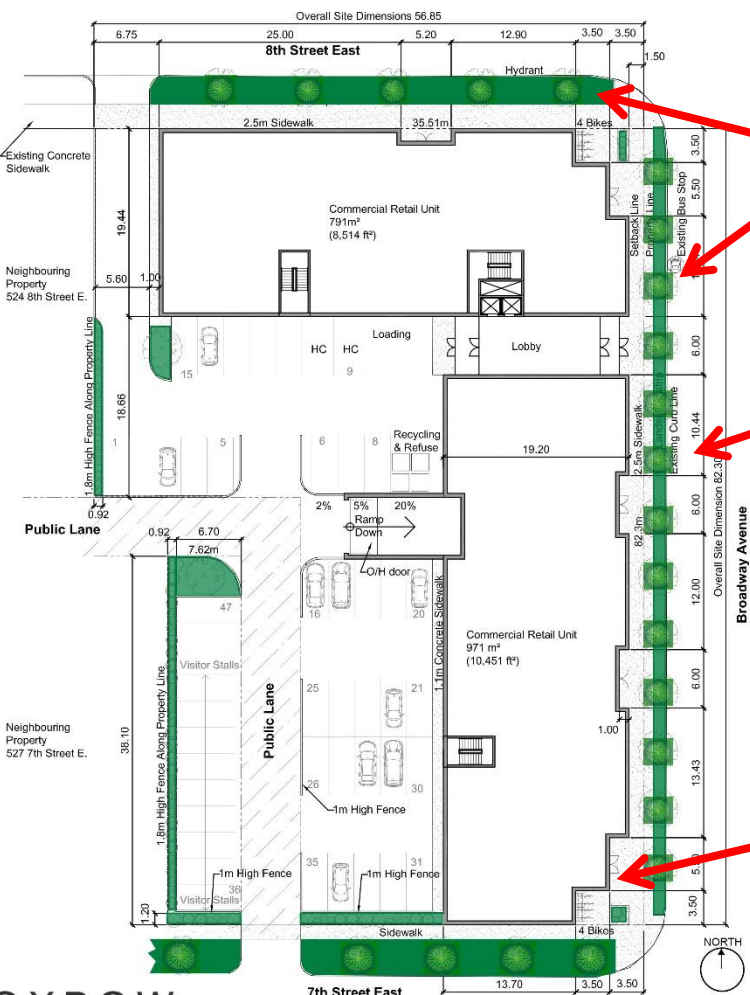 Overall Site Dimensions 56.85
6.75
25.00
5.20
12.90
3.50
3.50
8th Street East
1.50
Hydrant
2.5m Sidewalk
35.51m
4 Bikes
3.50
Existing Concrete
Sidewalk
5.50
Commercial Retail Unit
791m²
(8,514 ft²)
19.44
Setback Line
Property Line
Existing Bus Stop
Neighbouring
Property
524 8th Street E.
5.60
1.00
Loading
HC
HC
Lobby
6.00
15
9
1.8m High Fence Along Property Line
18.66
1
5
6
8
Recycling
& Refuse
19.20
2.5m Sidewalk
Existing Curb Line
10.44
2%
5%
20%
Ramp
Down
0.92
Public Lane
0.92
6.70
7.62m
O/H door
82.3m
6.00
Overall Site Dimension 82.30
Broadway Avenue
47
16
20
1.1m Concrete Sidewalk
12.00
Commercial Retail Unit
971 m²
(10,451 ft²)
Visitor Stalls
25
21
6.00
Public Lane
1.8m High Fence Along Property Line
38.10
Neighbouring
Property
527 7th Street E.
1.00
26
30
1m High Fence
13.43
35
31
1m High Fence
1m High Fence
36
Visitor Stalls
1.20
3.50
Sidewalk
4 Bikes
NORTH
7th Street East
13.70
3.50
3.50